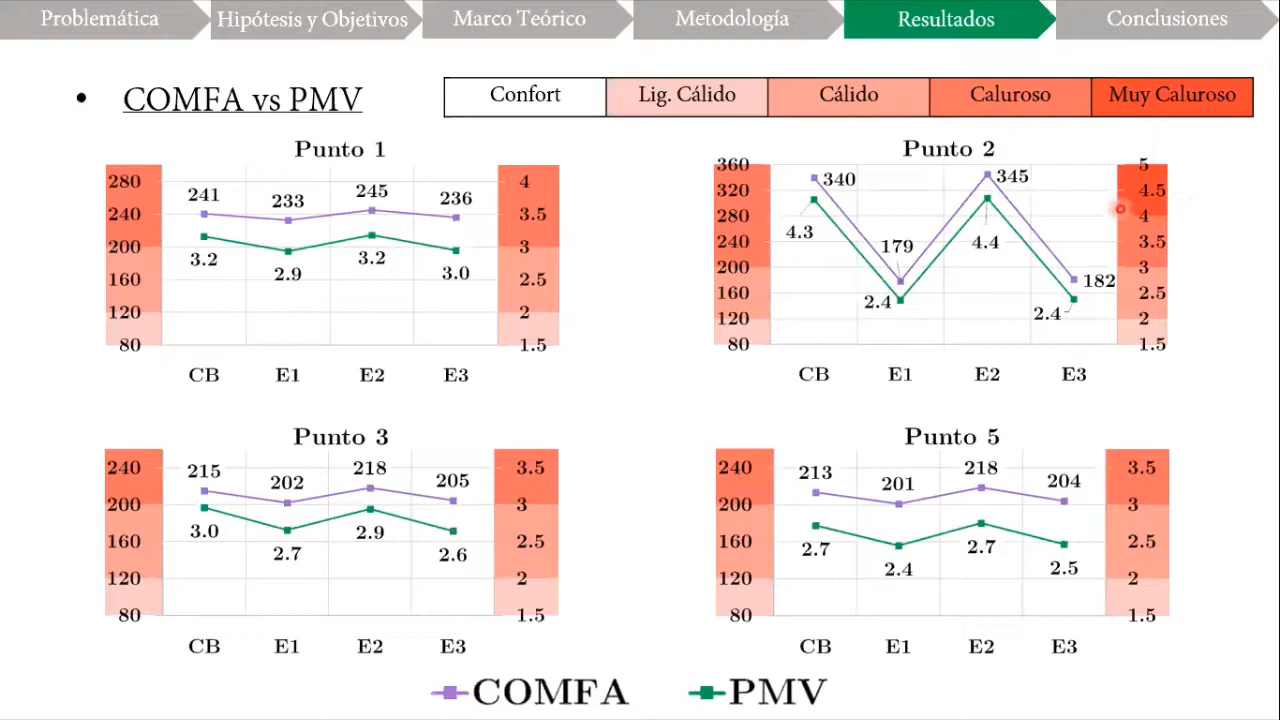 Problemática Hipótesis y Objetivos Marco Teórico Metodología Resultados Conclusiones
• COMFA vs PMV
Confort Lig. Cálido Cálido Caluroso Muy Caluroso
Punto 1
280 4
241 233 245 236
240 3.5
200 3
3.2 2.9 3.2 3.0
160 2.5
120 2
80 1.5
CB E1 E2 E3
Punto 2
360 5
340 345
320 4.5
280 4
4.3 4.4
240 3.5
179
200 3
182
160 2.5
2.4 2.4
120 2
80 1.5
CB E1 E2 E3
Punto 3
240 3.5
215 202 218 205
200 3
3.0 2.7 2.9 2.6
160 2.5
120 2
80 1.5
CB E1 E2 E3
Punto 5
240 3.5
213 201 218 204
200 3
160 2.5
2.7 2.4 2.7 2.5
120 2
80 1.5
CB E1 E2 E3
COMFA PMV